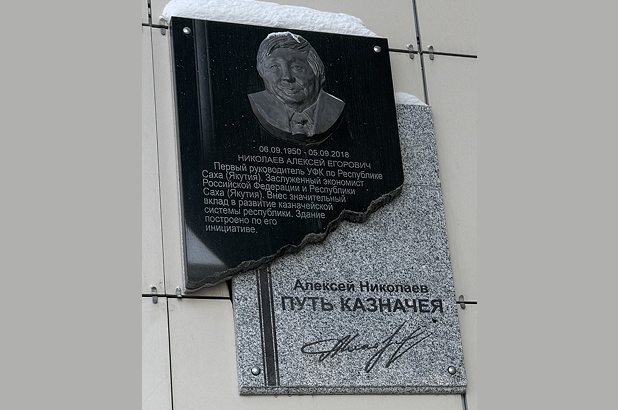 06.09.1950 - 05.09.2018
НИКОЛАЕВ АЛЕКСЕЙ ЕГОРОВИЧ
Первый руководитель УФК по Республике
Саха (Якутия). Заслуженный экономист
Российской Федерации и Республики
Саха (Якутия). Внес значительный
вклад в развитие казначейской
системы республики. Здание
построено по его
инициативе.
Алексей Николаев
ПУТЬ КАЗНАЧЕЯ